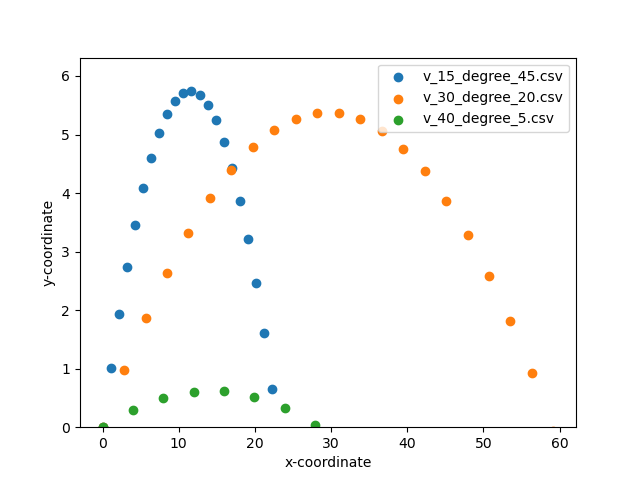 v_15_degree_45.csv
v_30_degree_20.csv
v_40_degree_5.csv
y-coordinate
6
5
4
3
2
1
0
0 10 20 30 40 50 60
x-coordinate